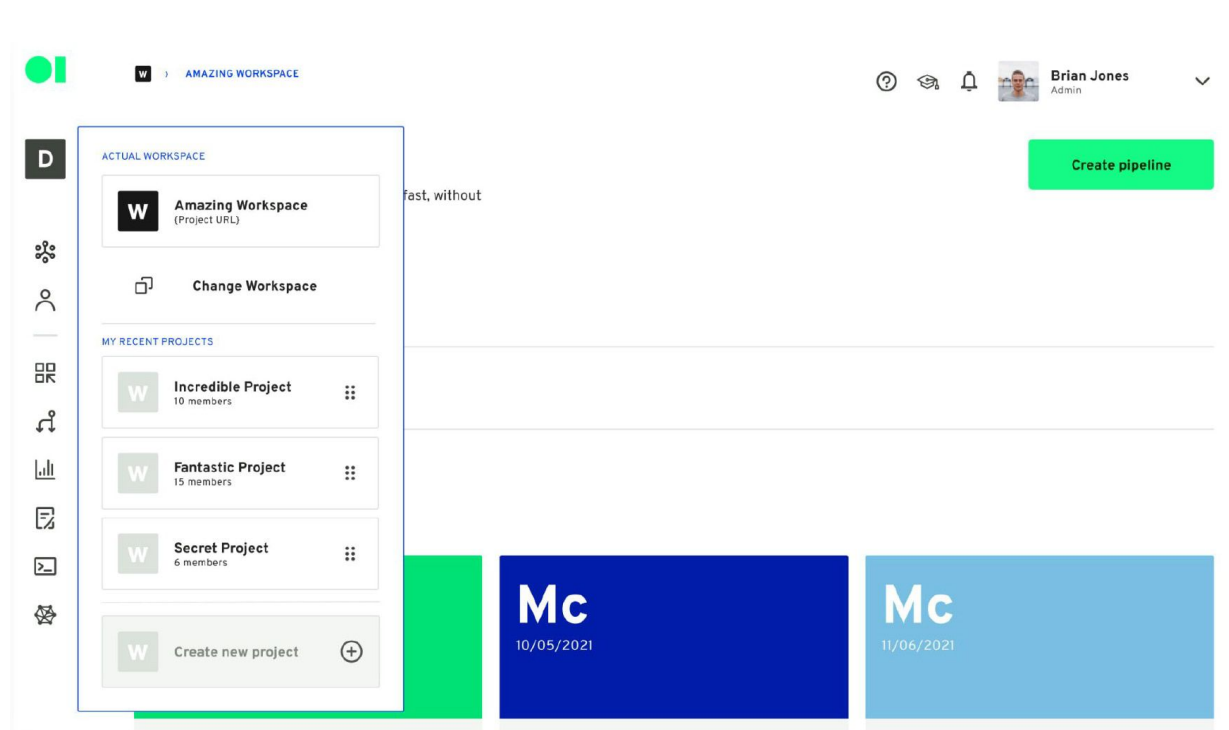 W › AMAZING WORKSPACE
Brian Jones
Admin
D
ACTUAL WORKSPACE
Create pipeline
W
Amazing Workspace
(Project URL)
fast, without
Change Workspace
MY RECENT PROJECTS
W
Incredible Project
10 members
W
Fantastic Project
15 members
W
Secret Project
6 members
Mc
10/05/2021
Mc
11/06/2021
W
Create new project